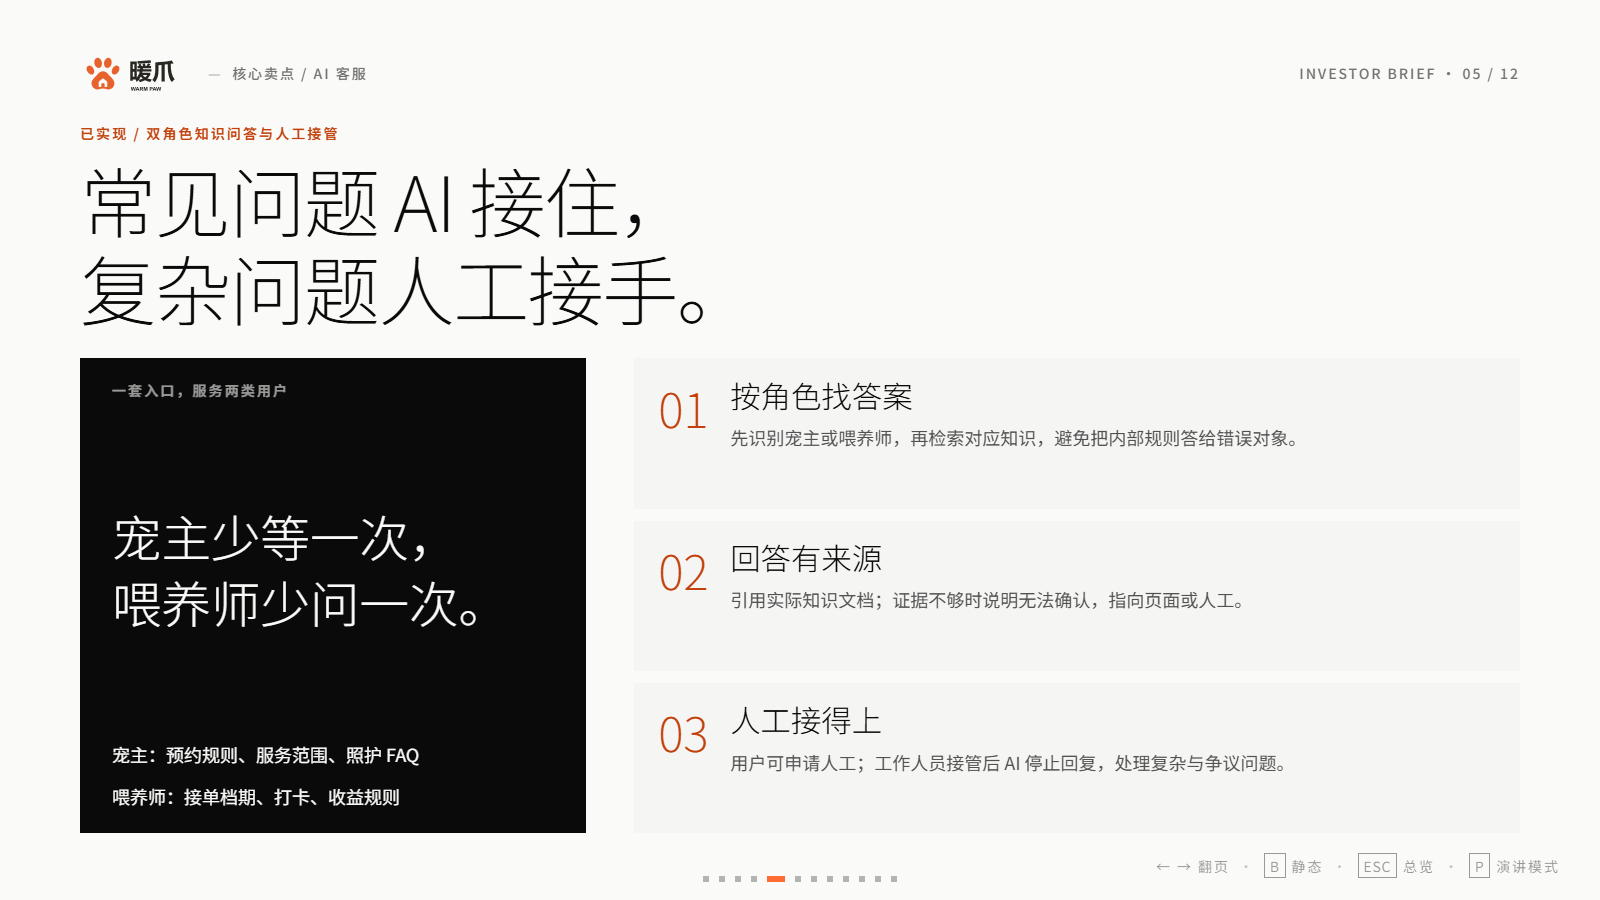 暖爪
WARM PAW
— 核心卖点 / AI 客服
INVESTOR BRIEF · 05 / 12
已实现 / 双角色知识问答与人工接管
常见问题 AI 接住，
复杂问题人工接手。
一套入口，服务两类用户
宠主少等一次，
喂养师少问一次。
宠主：预约规则、服务范围、照护 FAQ
喂养师：接单档期、打卡、收益规则
01
按角色找答案
先识别宠主或喂养师，再检索对应知识，避免把内部规则答给错误对象。
02
回答有来源
引用实际知识文档；证据不够时说明无法确认，指向页面或人工。
03
人工接得上
用户可申请人工；工作人员接管后 AI 停止回复，处理复杂与争议问题。
← → 翻页 · B 静态 · ESC 总览 · P 演讲模式